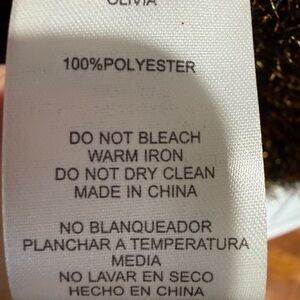 OLIVIA
100%POLYESTER
DO NOT BLEACH
WARM IRON
DO NOT DRY CLEAN
MADE IN CHINA
NO BLANQUEADOR
PLANCHAR A TEMPERATURA
MEDIA
NO LAVAR EN SECO
HECHO EN CHINA